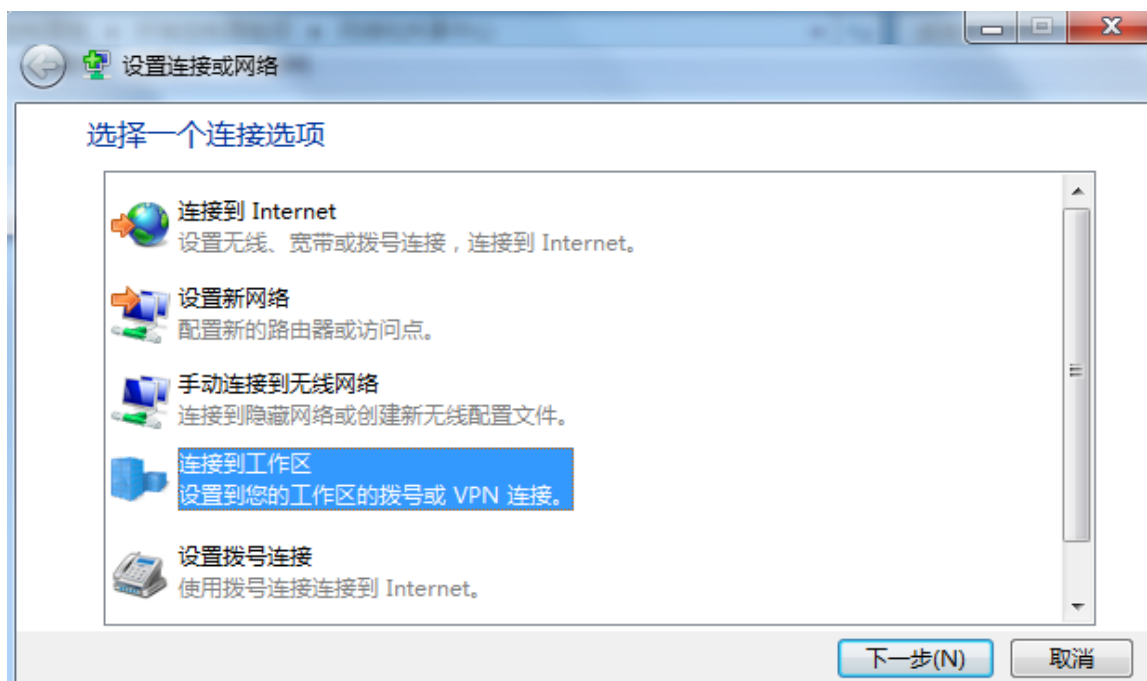 设置连接或网络
选择一个连接选项
连接到 Internet
设置无线、宽带或拨号连接，连接到 Internet。
设置新网络
配置新的路由器或访问点。
手动连接到无线网络
连接到隐藏网络或创建新无线配置文件。
连接到工作区
设置到您的工作区的拨号或 VPN 连接。
设置拨号连接
使用拨号连接连接到 Internet。
下一步(N)
取消